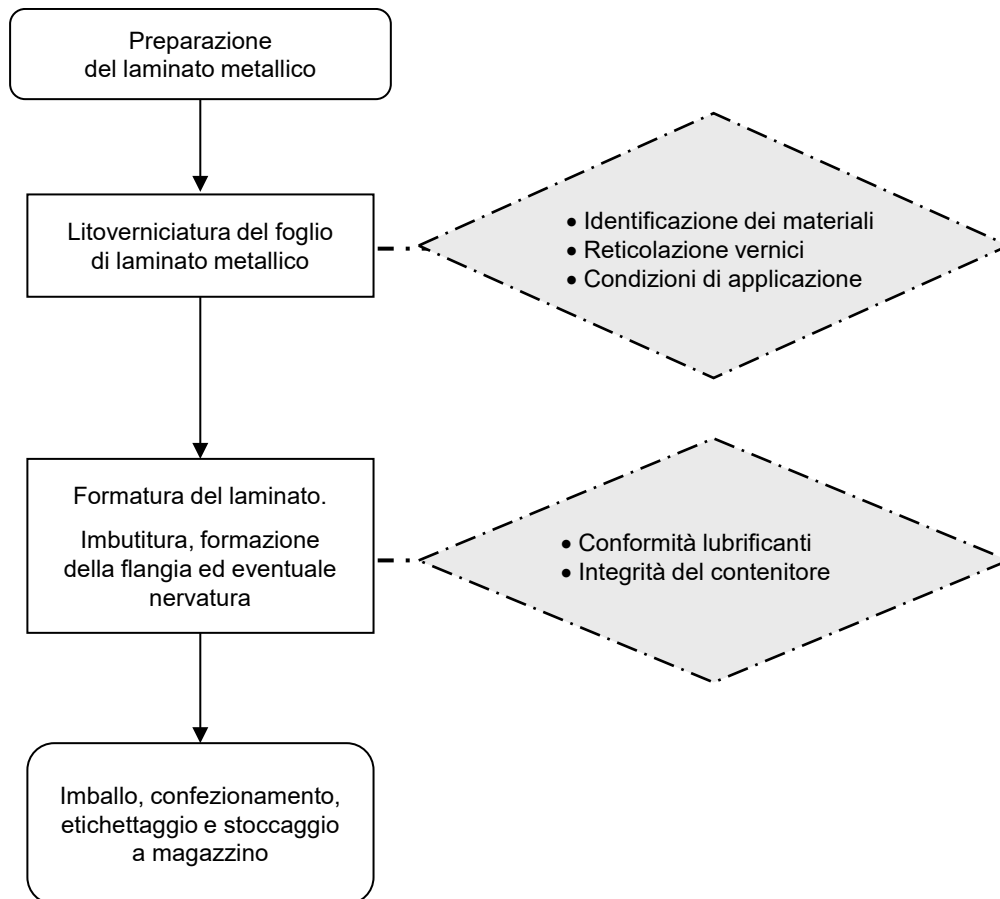 Preparazione
del laminato metallico
Litoverniciatura del foglio
di laminato metallico
• Identificazione dei materiali
• Reticolazione vernici
• Condizioni di applicazione
Formatura del laminato.
Imbutitura, formazione
della flangia ed eventuale
nervatura
• Conformità lubrificanti
• Integrità del contenitore
Imballo, confezionamento,
etichettaggio e stoccaggio
a magazzino